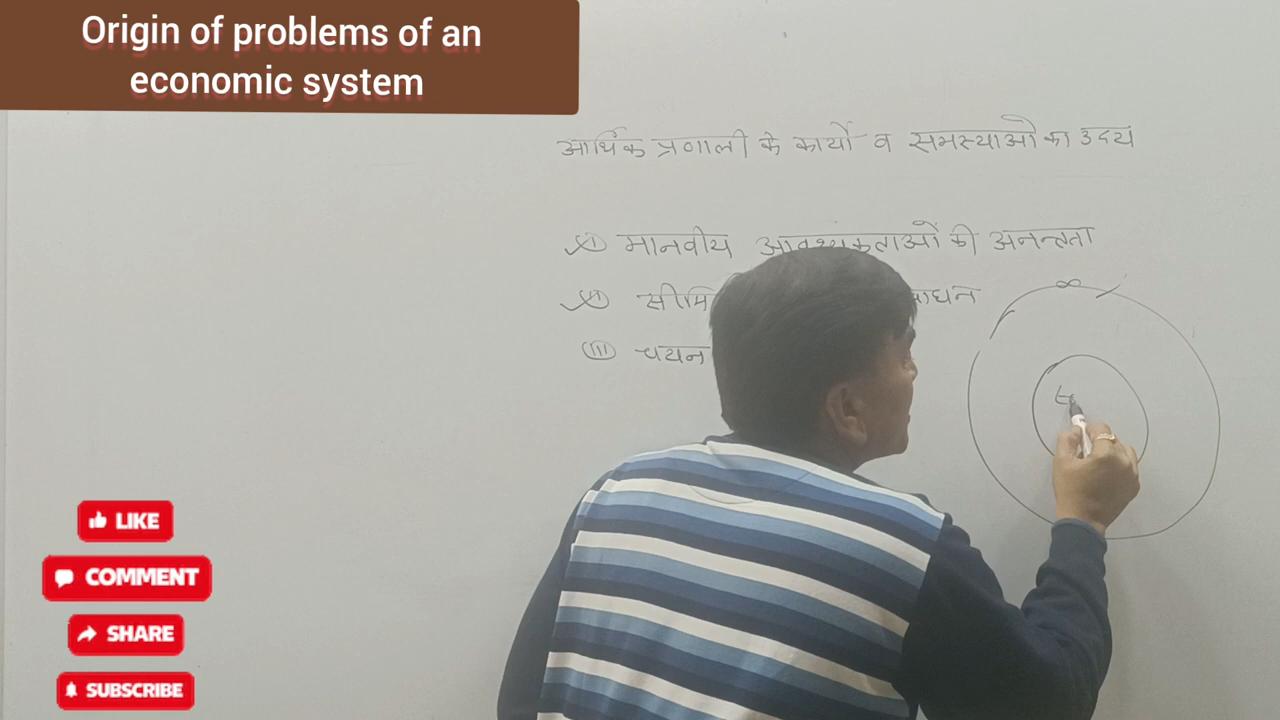 Origin of problems of an
economic system
आर्थिक प्रणाली के कार्यो व समस्याओ का उदय
(I) मानवीय आवश्यकताओं की अनन्तता
(II)
(III) चयन
∞
LIKE
COMMENT
SHARE
SUBSCRIBE